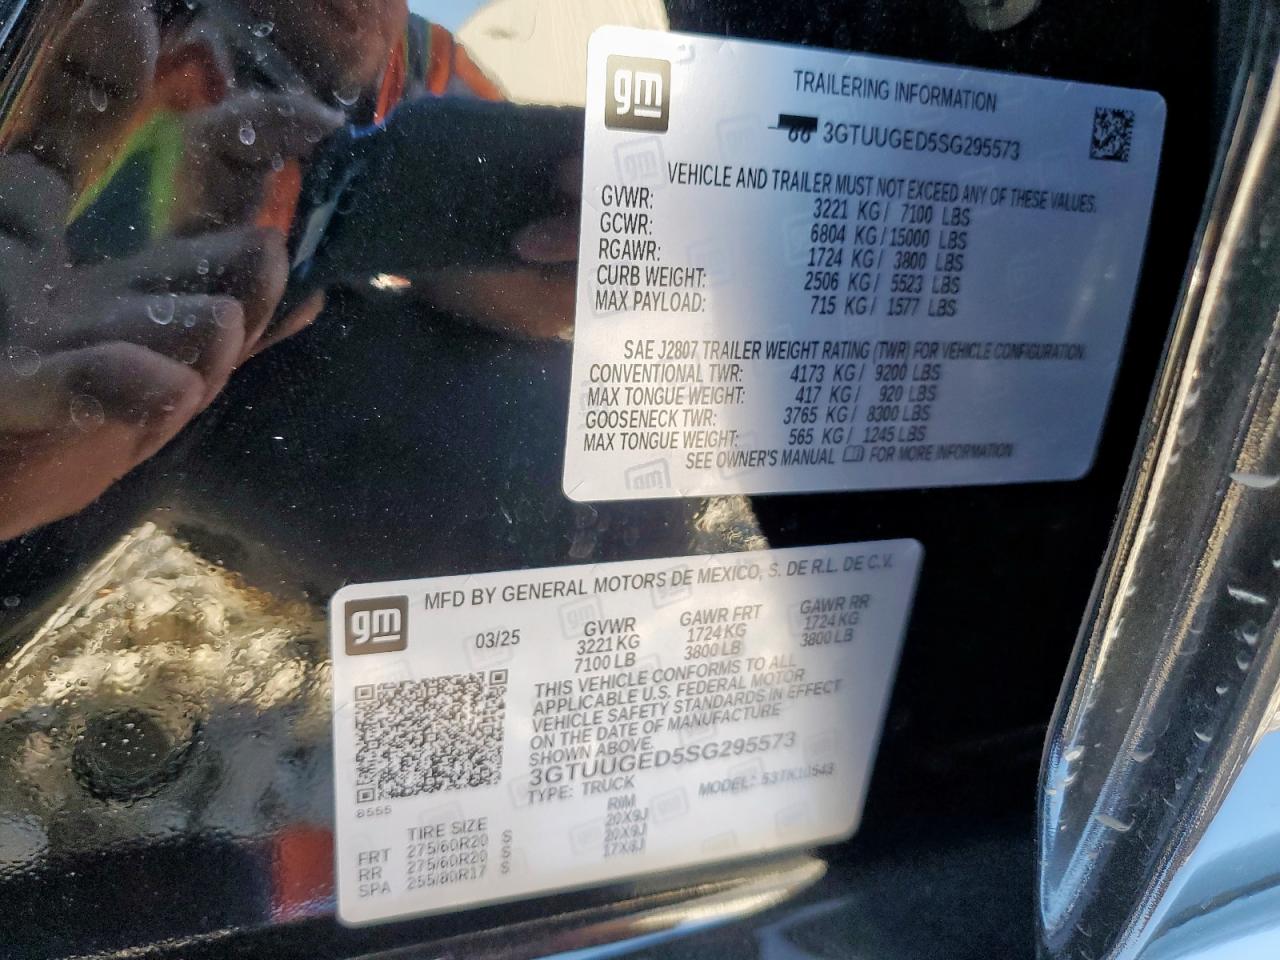 gm
TRAILERING INFORMATION
86 3GTUUGED5SG295573
VEHICLE AND TRAILER MUST NOT EXCEED ANY OF THESE VALUES.
GVWR: 3221 KG/ 7100 LBS
GCWR: 6804 KG/ 15000 LBS
RGAWR: 1724 KG/ 3800 LBS
CURB WEIGHT: 2506 KG/ 5523 LBS
MAX PAYLOAD: 715 KG/ 1577 LBS
SAE J2807 TRAILER WEIGHT RATING (TWR) FOR VEHICLE CONFIGURATION
CONVENTIONAL TWR: 4173 KG/ 9200 LBS
MAX TONGUE WEIGHT: 417 KG/ 920 LBS
GOOSENECK TWR: 3765 KG/ 8300 LBS
MAX TONGUE WEIGHT: 565 KG/ 1245 LBS
SEE OWNER'S MANUAL FOR MORE INFORMATION
gm
MFD BY GENERAL MOTORS DE MEXICO, S. DE R.L. DE C.V.
03/25 GVWR GAWR FRT GAWR RR
3221 KG 1724 KG 1724 KG
7100 LB 3800 LB 3800 LB
THIS VEHICLE CONFORMS TO ALL
APPLICABLE U.S. FEDERAL MOTOR
VEHICLE SAFETY STANDARDS IN EFFECT
ON THE DATE OF MANUFACTURE
SHOWN ABOVE.
3GTUUGED5SG295573
TYPE: TRUCK MODEL: 53TK10543
8555
TIRE SIZE RIM
FRT 275/60R20 S 20X9J
RR 275/60R20 S 20X9J
SPA 255/80R17 S 17X8J